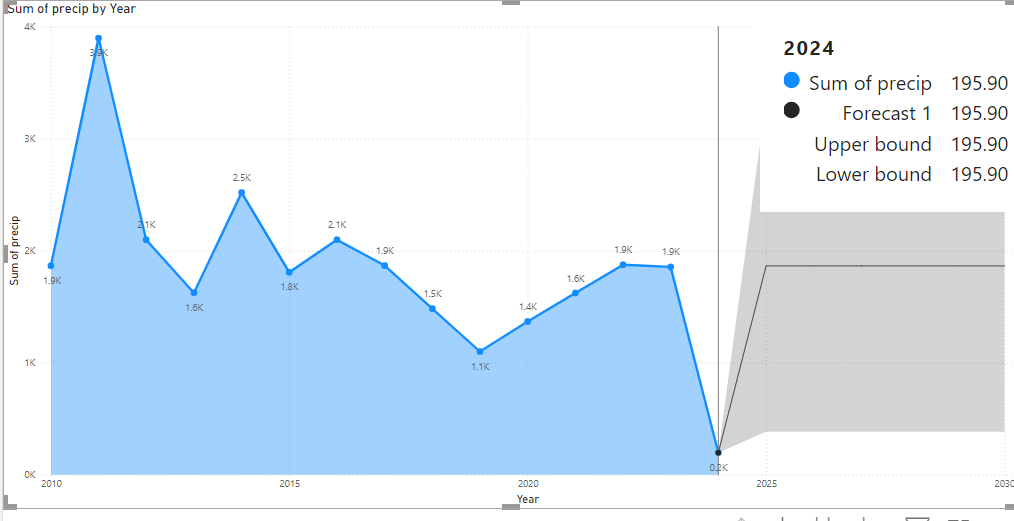 Sum of precip by Year
4K
3K
2K
1K
0K
Sum of precip
1.9K
3.9K
2.1K
1.6K
2.5K
1.8K
2.1K
1.9K
1.5K
1.1K
1.4K
1.6K
1.9K
1.9K
0.2K
2010
2015
2020
2025
2030
Year
2024
Sum of precip 195.90
Forecast 1 195.90
Upper bound 195.90
Lower bound 195.90